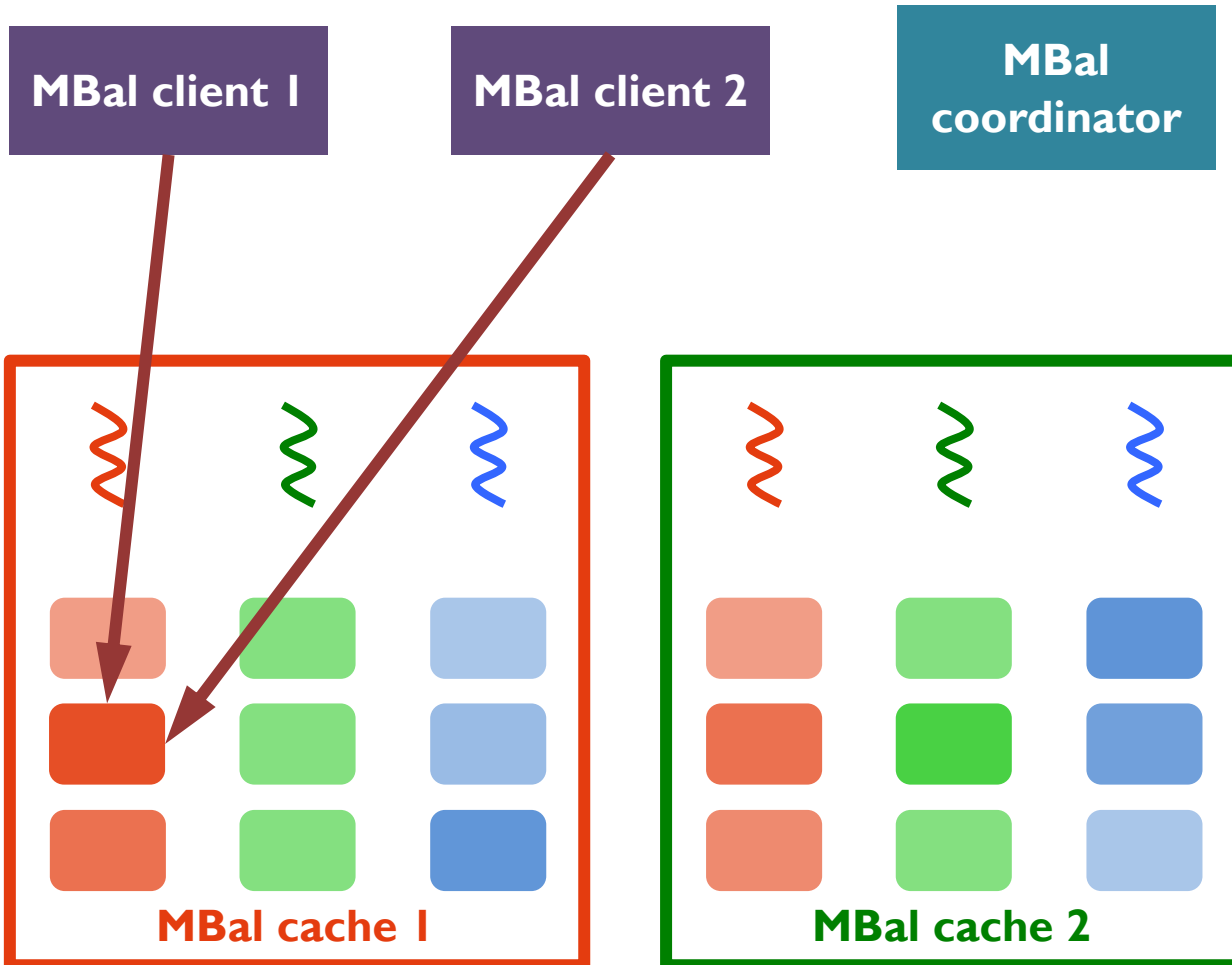 MBal client 1
MBal client 2
MBal
coordinator
MBal cache 1
MBal cache 2